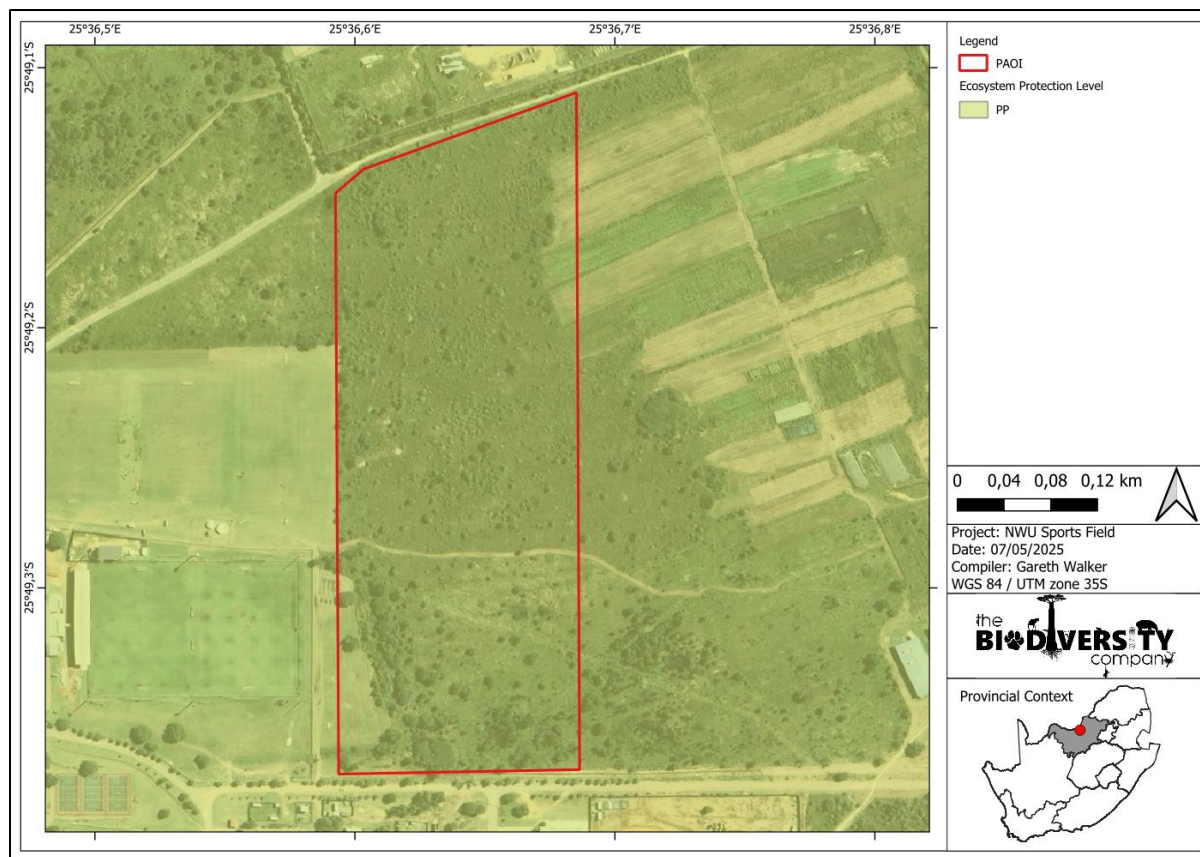 25°36,5'E 25°36,6'E 25°36,7'E 25°36,8'E
25°49,1'S
25°49,2'S
25°49,3'S
Legend
PAOI
Ecosystem Protection Level
PP
0 0,04 0,08 0,12 km
Project: NWU Sports Field
Date: 07/05/2025
Compiler: Gareth Walker
WGS 84 / UTM zone 35S
the
BIODIVERSITY
company
Provincial Context